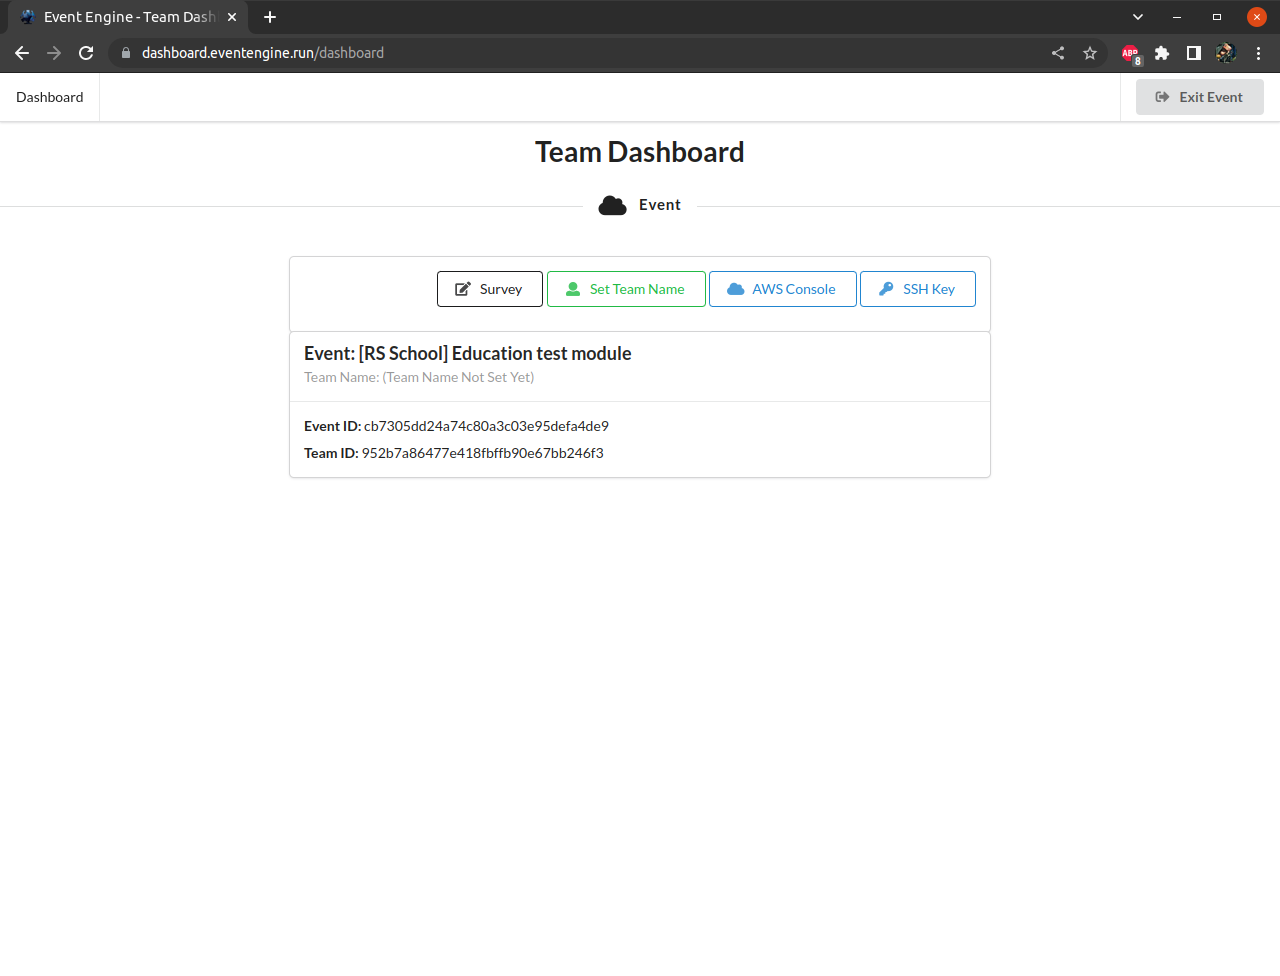 Event Engine - Team Dash
dashboard.eventengine.run/dashboard
ABP
8
Dashboard
Exit Event
Team Dashboard
Event
Survey
Set Team Name
AWS Console
SSH Key
Event: [RS School] Education test module
Team Name: (Team Name Not Set Yet)
Event ID: cb7305dd24a74c80a3c03e95defa4de9
Team ID: 952b7a86477e418fbffb90e67bb246f3